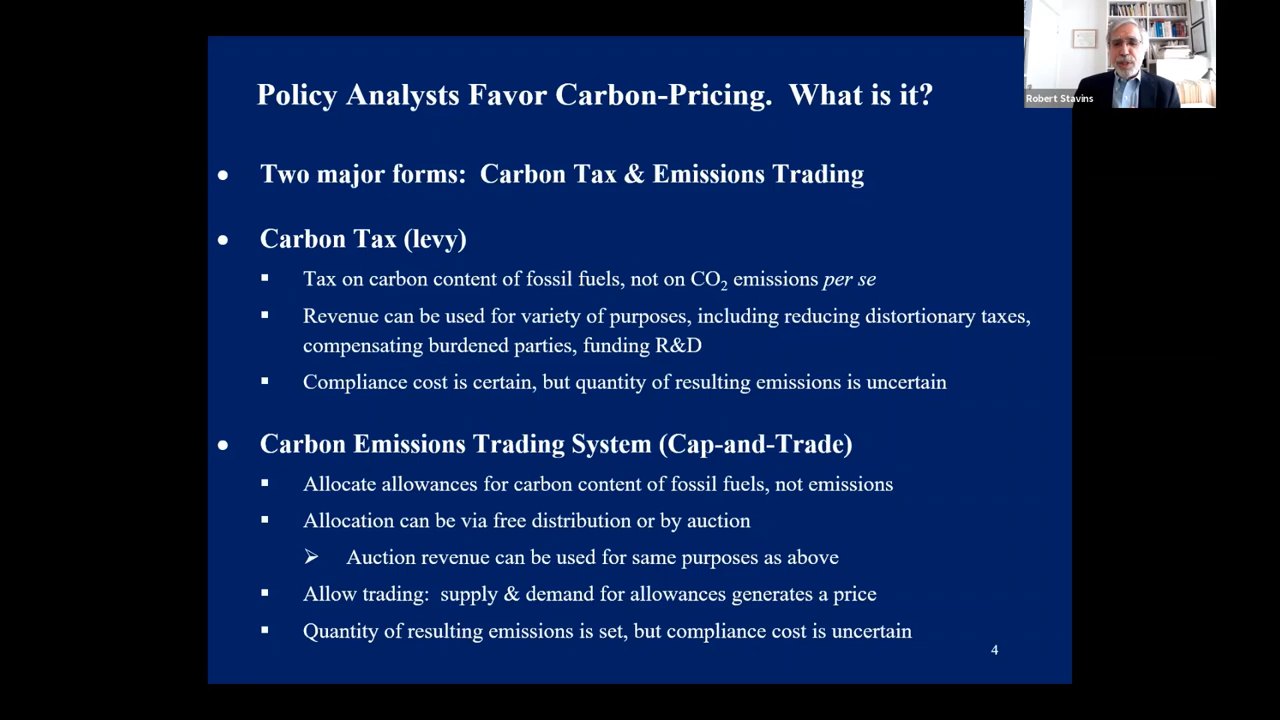 Policy Analysts Favor Carbon-Pricing. What is it?
Robert Stavins
• Two major forms: Carbon Tax & Emissions Trading
• Carbon Tax (levy)
▪ Tax on carbon content of fossil fuels, not on CO₂ emissions per se
▪ Revenue can be used for variety of purposes, including reducing distortionary taxes,
compensating burdened parties, funding R&D
▪ Compliance cost is certain, but quantity of resulting emissions is uncertain
• Carbon Emissions Trading System (Cap-and-Trade)
▪ Allocate allowances for carbon content of fossil fuels, not emissions
▪ Allocation can be via free distribution or by auction
➢ Auction revenue can be used for same purposes as above
▪ Allow trading: supply & demand for allowances generates a price
▪ Quantity of resulting emissions is set, but compliance cost is uncertain
4